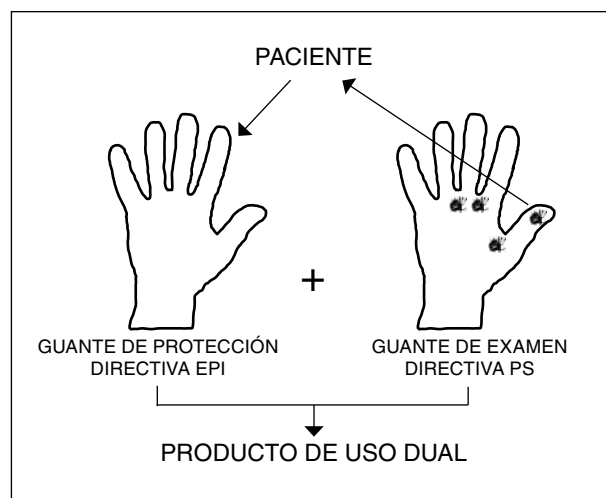 PACIENTE
+
GUANTE DE PROTECCIÓN
DIRECTIVA EPI
GUANTE DE EXAMEN
DIRECTIVA PS
PRODUCTO DE USO DUAL